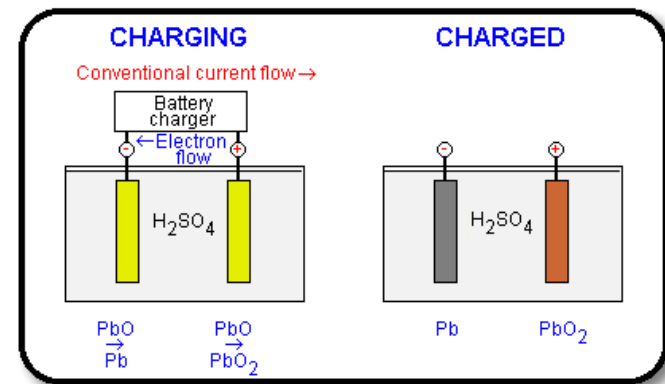 CHARGING
Conventional current flow→
Battery
charger
- ←Electron +
flow
H₂SO₄
PbO
→
Pb
PbO
→
PbO₂
CHARGED
- +
H₂SO₄
Pb
PbO₂